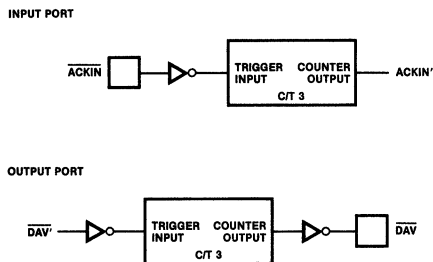 INPUT PORT
ACKIN
TRIGGER INPUT
COUNTER OUTPUT
C/T 3
ACKIN'
OUTPUT PORT
DAV'
TRIGGER INPUT
COUNTER OUTPUT
C/T 3
DAV